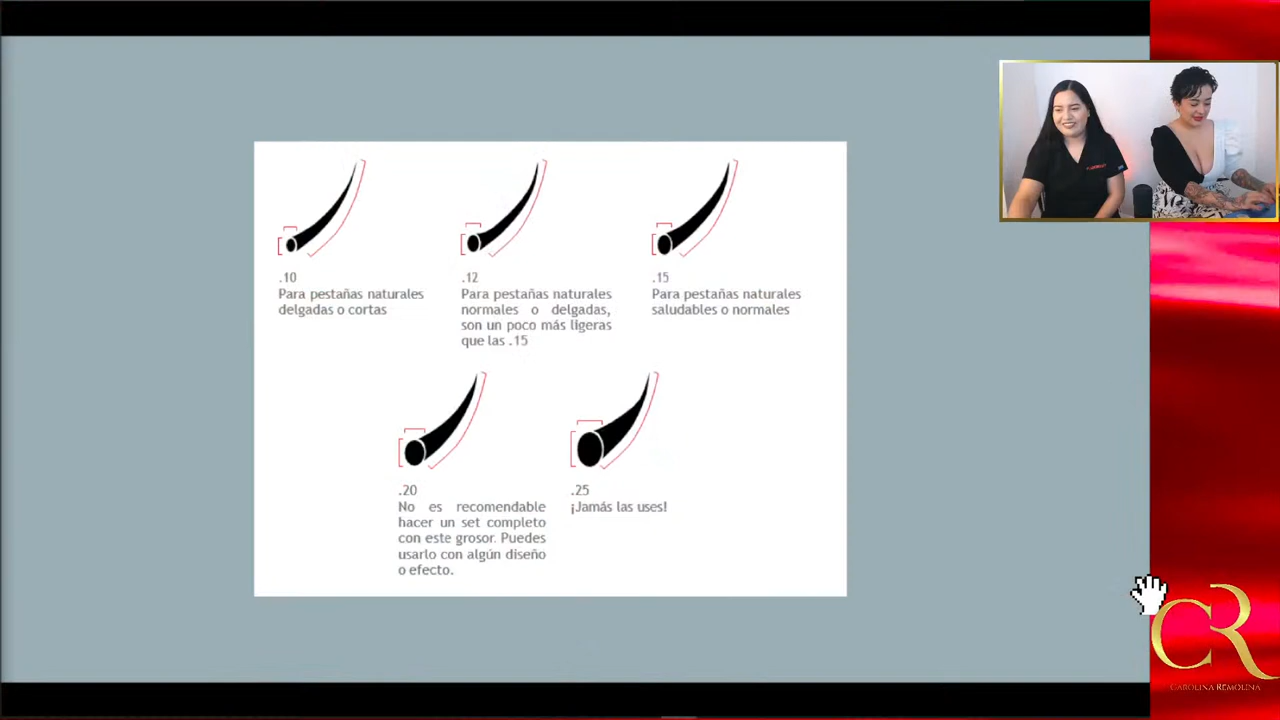 .10
Para pestañas naturales
delgadas o cortas
.12
Para pestañas naturales
normales o delgadas,
son un poco más ligeras
que las .15
.15
Para pestañas naturales
saludables o normales
.20
No es recomendable
hacer un set completo
con este grosor. Puedes
usarlo con algún diseño
o efecto.
.25
¡Jamás las uses!
CR
CAROLINA REMOLINA